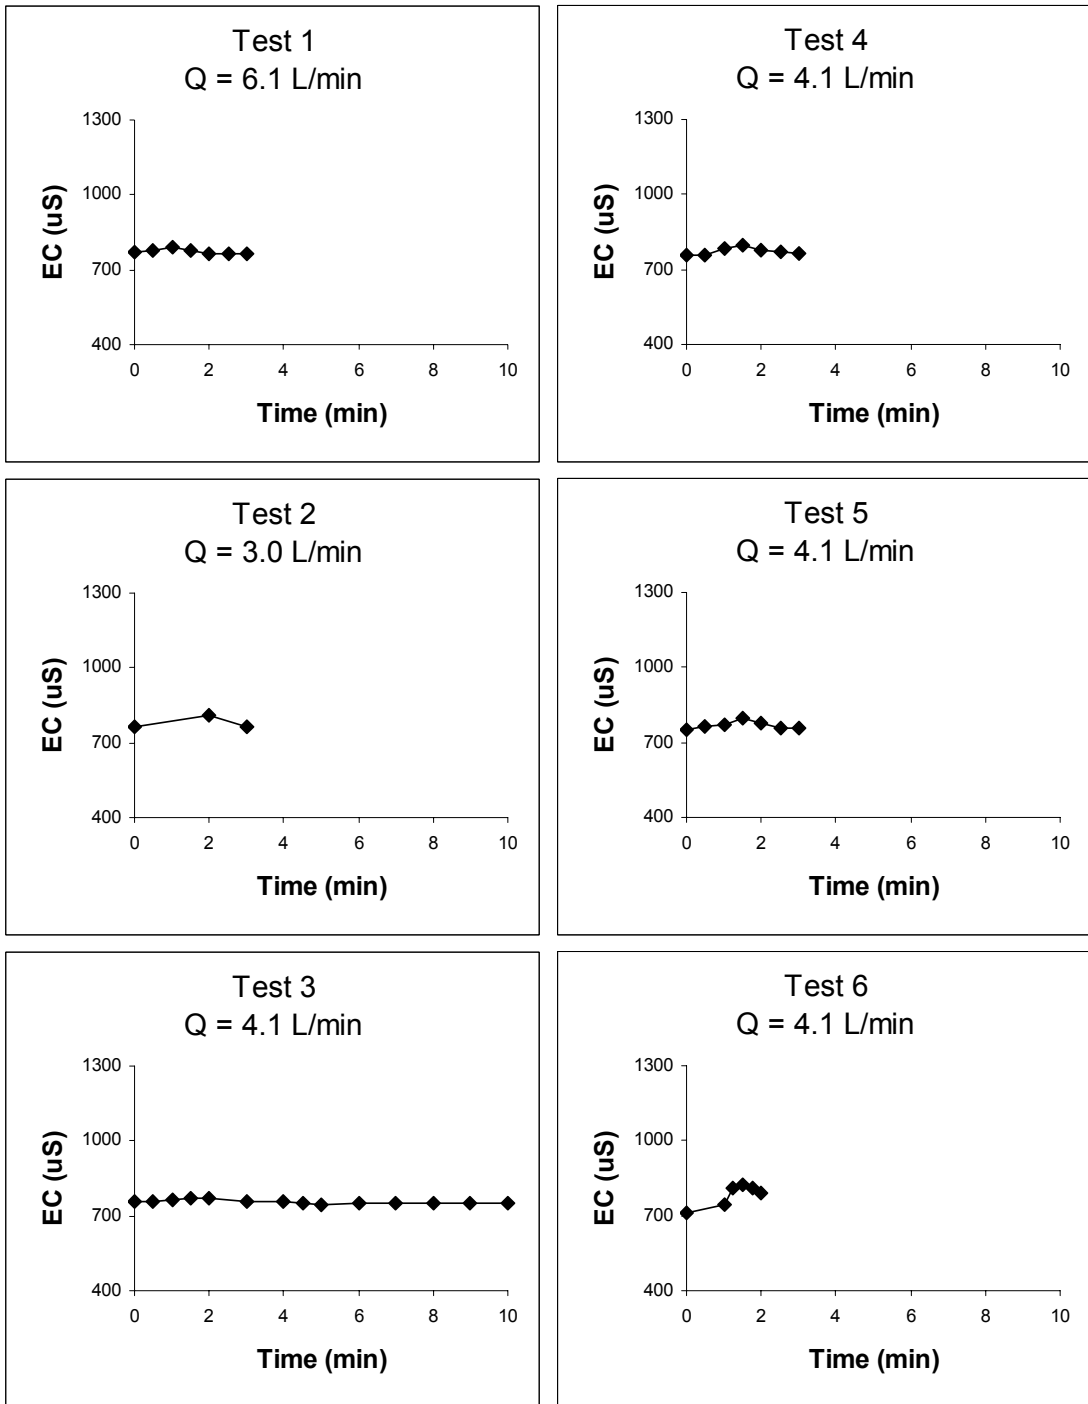 Test 1
Q = 6.1 L/min
1300
1000
700
400
EC (uS)
0 2 4 6 8 10
Time (min)
Test 4
Q = 4.1 L/min
1300
1000
700
400
EC (uS)
0 2 4 6 8 10
Time (min)
Test 2
Q = 3.0 L/min
1300
1000
700
400
EC (uS)
0 2 4 6 8 10
Time (min)
Test 5
Q = 4.1 L/min
1300
1000
700
400
EC (uS)
0 2 4 6 8 10
Time (min)
Test 3
Q = 4.1 L/min
1300
1000
700
400
EC (uS)
0 2 4 6 8 10
Time (min)
Test 6
Q = 4.1 L/min
1300
1000
700
400
EC (uS)
0 2 4 6 8 10
Time (min)